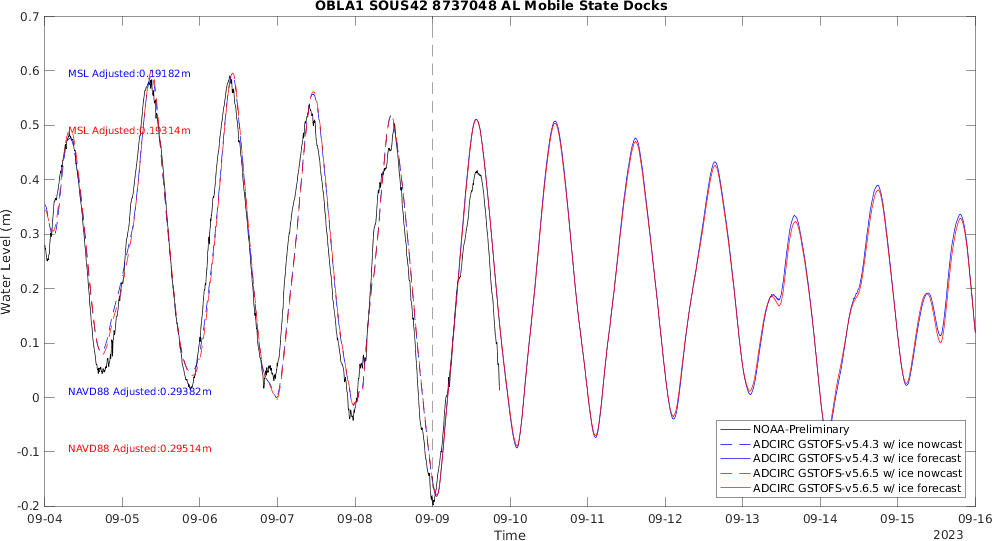 OBLA1 SOUS42 8737048 AL Mobile State Docks
0.7
0.6
0.5
0.4
0.3
0.2
0.1
0
-0.1
-0.2
Water Level (m)
MSL Adjusted:0.19182m
MSL Adjusted:0.19314m
NAVD88 Adjusted:0.29382m
NAVD88 Adjusted:0.29514m
NOAA-Preliminary
ADCIRC GSTOFS-v5.4.3 w/ ice nowcast
ADCIRC GSTOFS-v5.4.3 w/ ice forecast
ADCIRC GSTOFS-v5.6.5 w/ ice nowcast
ADCIRC GSTOFS-v5.6.5 w/ ice forecast
09-04 09-05 09-06 09-07 09-08 09-09 09-10 09-11 09-12 09-13 09-14 09-15 09-16
Time
2023